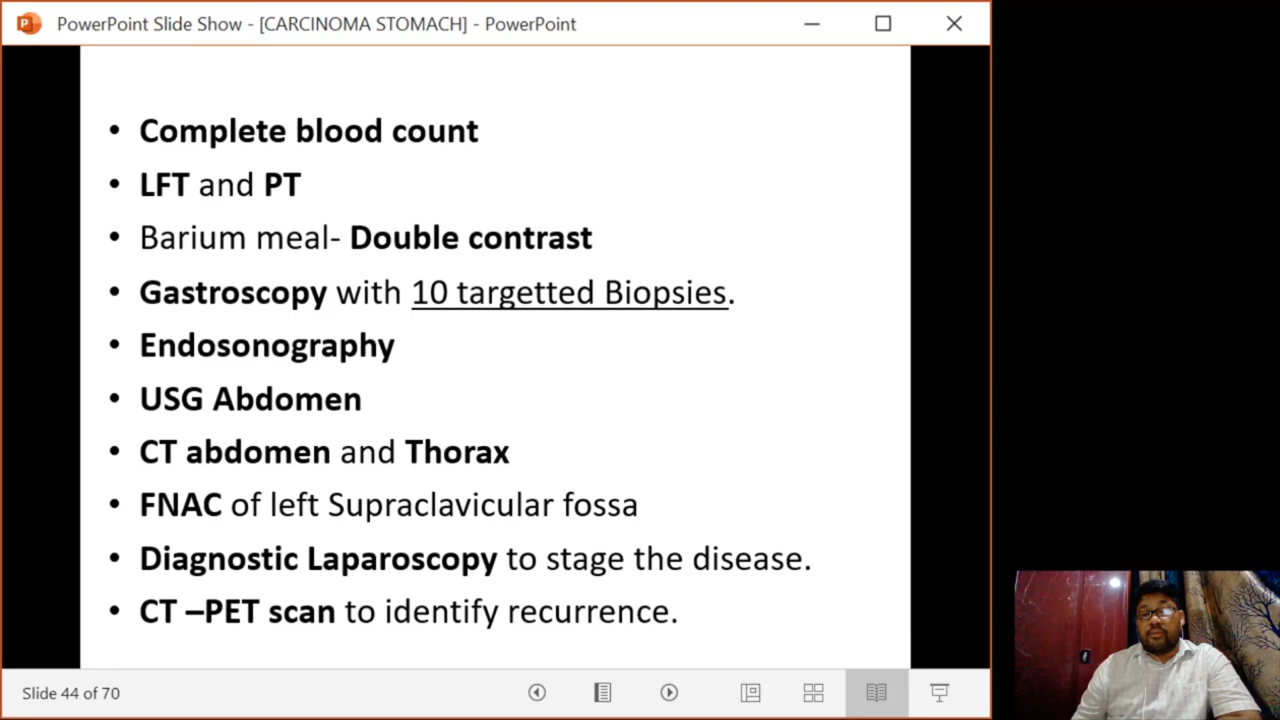 PowerPoint Slide Show - [CARCINOMA STOMACH] - PowerPoint
• Complete blood count
• LFT and PT
• Barium meal- Double contrast
• Gastroscopy with 10 targetted Biopsies.
• Endosonography
• USG Abdomen
• CT abdomen and Thorax
• FNAC of left Supraclavicular fossa
• Diagnostic Laparoscopy to stage the disease.
• CT –PET scan to identify recurrence.
Slide 44 of 70